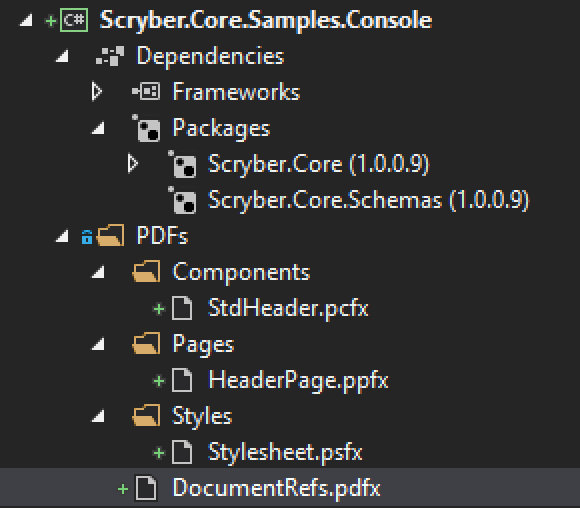 Scryber.Core.Samples.Console
Dependencies
Frameworks
Packages
Scryber.Core (1.0.0.9)
Scryber.Core.Schemas (1.0.0.9)
PDFs
Components
StdHeader.pcfx
Pages
HeaderPage.ppfx
Styles
Stylesheet.psfx
DocumentRefs.pdfx